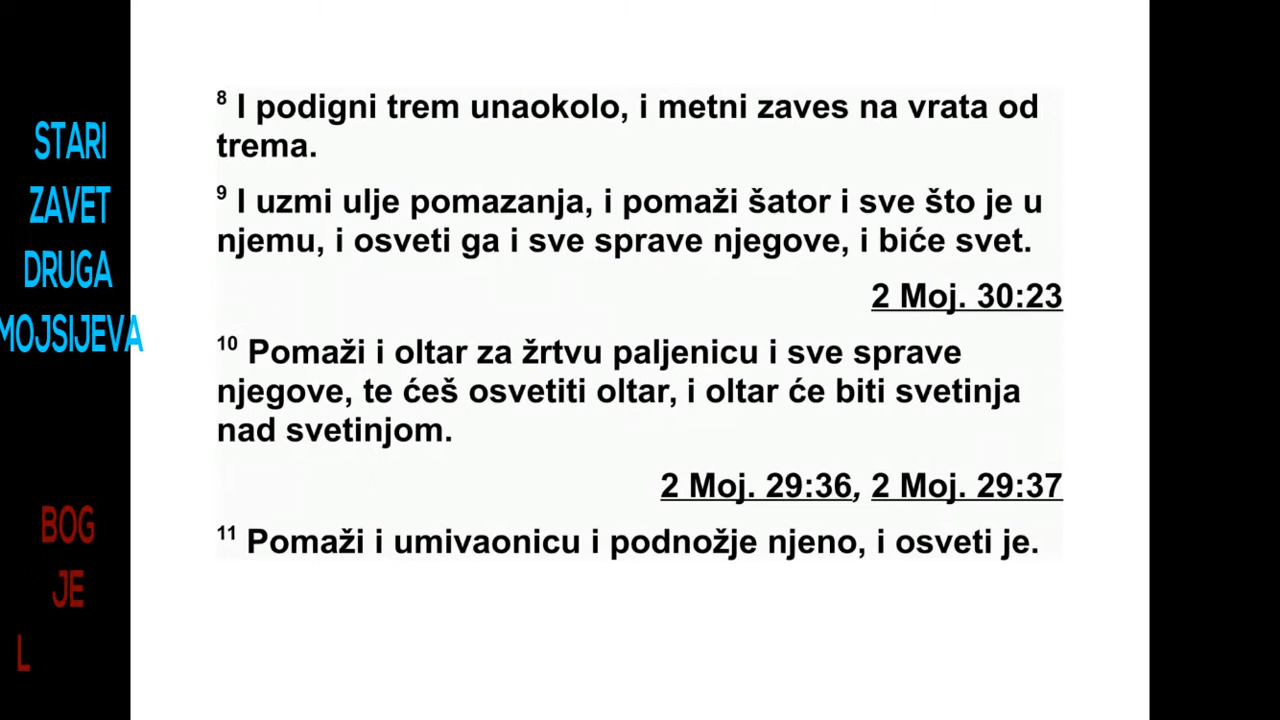 STARI
ZAVET
DRUGA
MOJSIJEVA
BOG
JE
L
8 I podigni trem unaokolo, i metni zaves na vrata od
trema.
9 I uzmi ulje pomazanja, i pomaži šator i sve što je u
njemu, i osveti ga i sve sprave njegove, i biće svet.
2 Moj. 30:23
10 Pomaži i oltar za žrtvu paljenicu i sve sprave
njegove, te ćeš osvetiti oltar, i oltar će biti svetinja
nad svetinjom.
2 Moj. 29:36, 2 Moj. 29:37
11 Pomaži i umivaonicu i podnožje njeno, i osveti je.